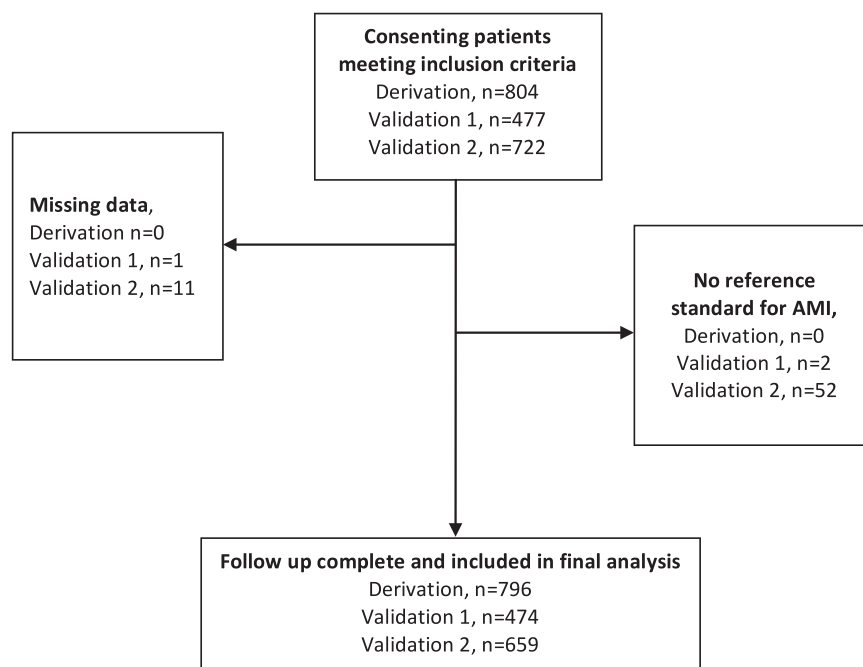 Consenting patients
meeting inclusion criteria
Derivation, n=804
Validation 1, n=477
Validation 2, n=722
Missing data,
Derivation n=0
Validation 1, n=1
Validation 2, n=11
No reference
standard for AMI,
Derivation, n=0
Validation 1, n=2
Validation 2, n=52
Follow up complete and included in final analysis
Derivation, n=796
Validation 1, n=474
Validation 2, n=659